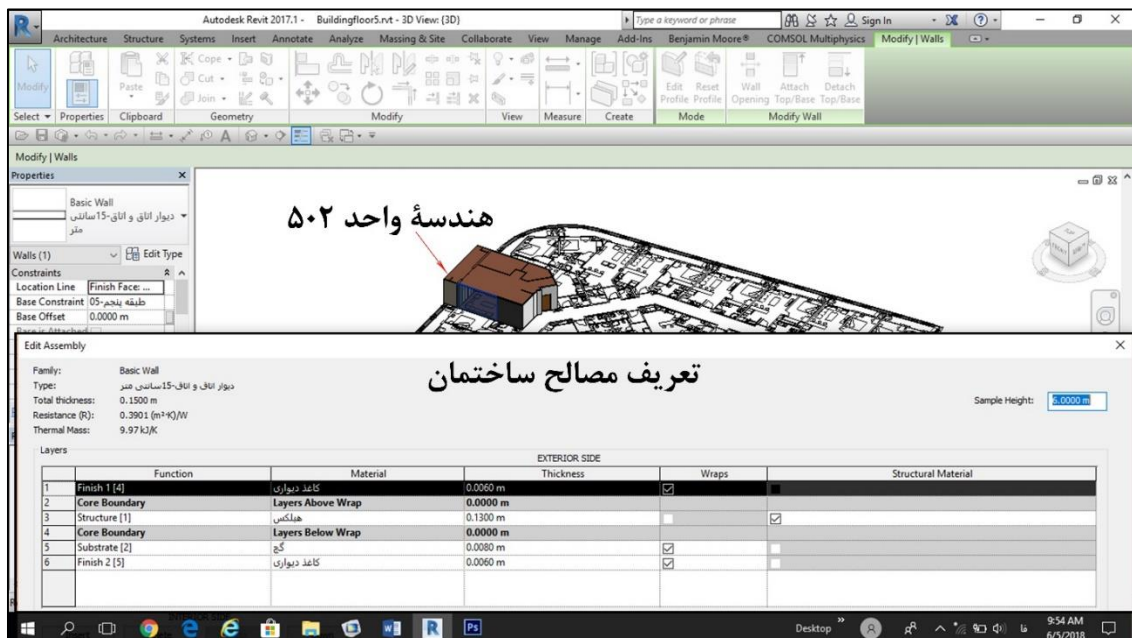 Autodesk Revit 2017.1 - Buildingfloor5.rvt - 3D View: {3D}
Type a keyword or phrase
Sign In
Architecture Structure Systems Insert Annotate Analyze Massing & Site Collaborate View Manage Add-Ins Benjamin Moore® COMSOL Multiphysics Modify | Walls
Modify
Paste
Cope
Cut
Join
Edit Profile
Reset Profile
Wall Opening
Attach Top/Base
Detach Top/Base
Select Properties Clipboard Geometry Modify View Measure Create Mode Modify Wall
Modify | Walls
Properties
Basic Wall
دیوار اتاق و اتاق-15سانتی متر
Walls (1) Edit Type
Constraints
Location Line Finish Face: ...
Base Constraint طبقه پنجم-05
Base Offset 0.0000 m
Base is Attached
هندسهٔ واحد ۵۰۲
Edit Assembly
تعریف مصالح ساختمان
Family: Basic Wall
Type: دیوار اتاق و اتاق-15سانتی متر
Total thickness: 0.1500 m
Resistance (R): 0.3901 (m²·K)/W
Thermal Mass: 9.97 kJ/K
Sample Height: 6.0000 m
Layers
EXTERIOR SIDE
Function Material Thickness Wraps Structural Material
1 Finish 1 [4] کاغذ دیواری 0.0060 m
2 Core Boundary Layers Above Wrap 0.0000 m
3 Structure [1] هبلکس 0.1300 m
4 Core Boundary Layers Below Wrap 0.0000 m
5 Substrate [2] گچ 0.0080 m
6 Finish 2 [5] کاغذ دیواری 0.0060 m
Desktop
9:54 AM
6/5/2018